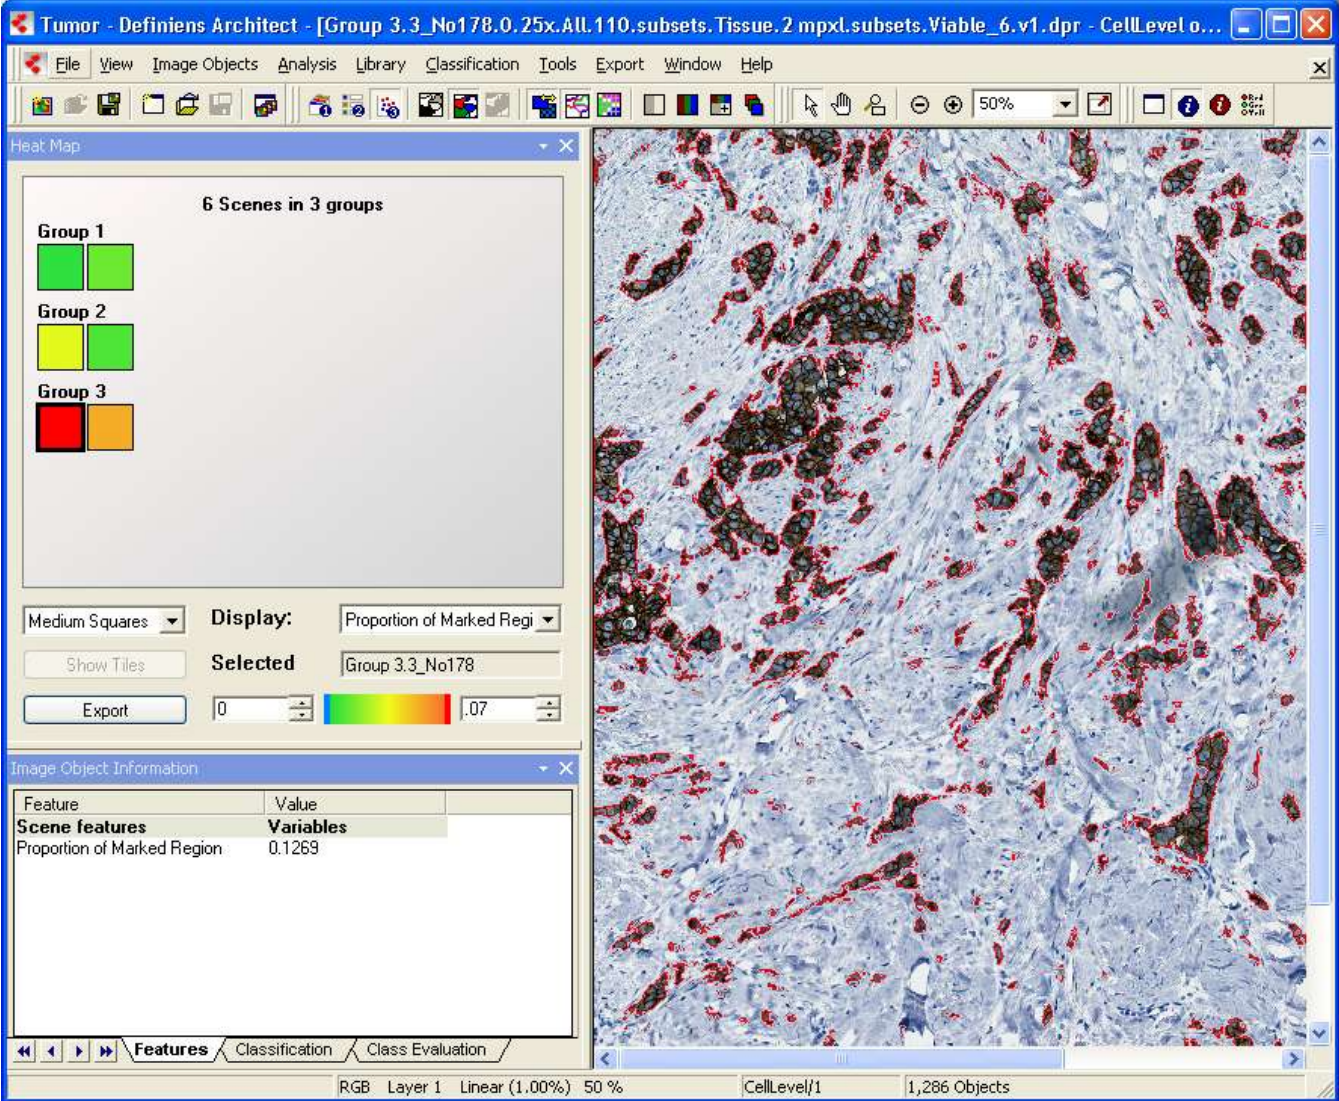 Tumor - Definiens Architect - [Group 3.3_No178.0.25x.All.110.subsets.Tissue.2 mpxl.subsets.Viable_6.v1.dpr - CellLevel o...
File View Image Objects Analysis Library Classification Tools Export Window Help
50%
Heat Map
6 Scenes in 3 groups
Group 1
Group 2
Group 3
Medium Squares Display: Proportion of Marked Regi
Show Tiles Selected Group 3.3_No178
Export 0 .07
Image Object Information
Feature Value
Scene features Variables
Proportion of Marked Region 0.1269
Features Classification Class Evaluation
RGB Layer 1 Linear (1.00%) 50 % CellLevel/1 1,286 Objects